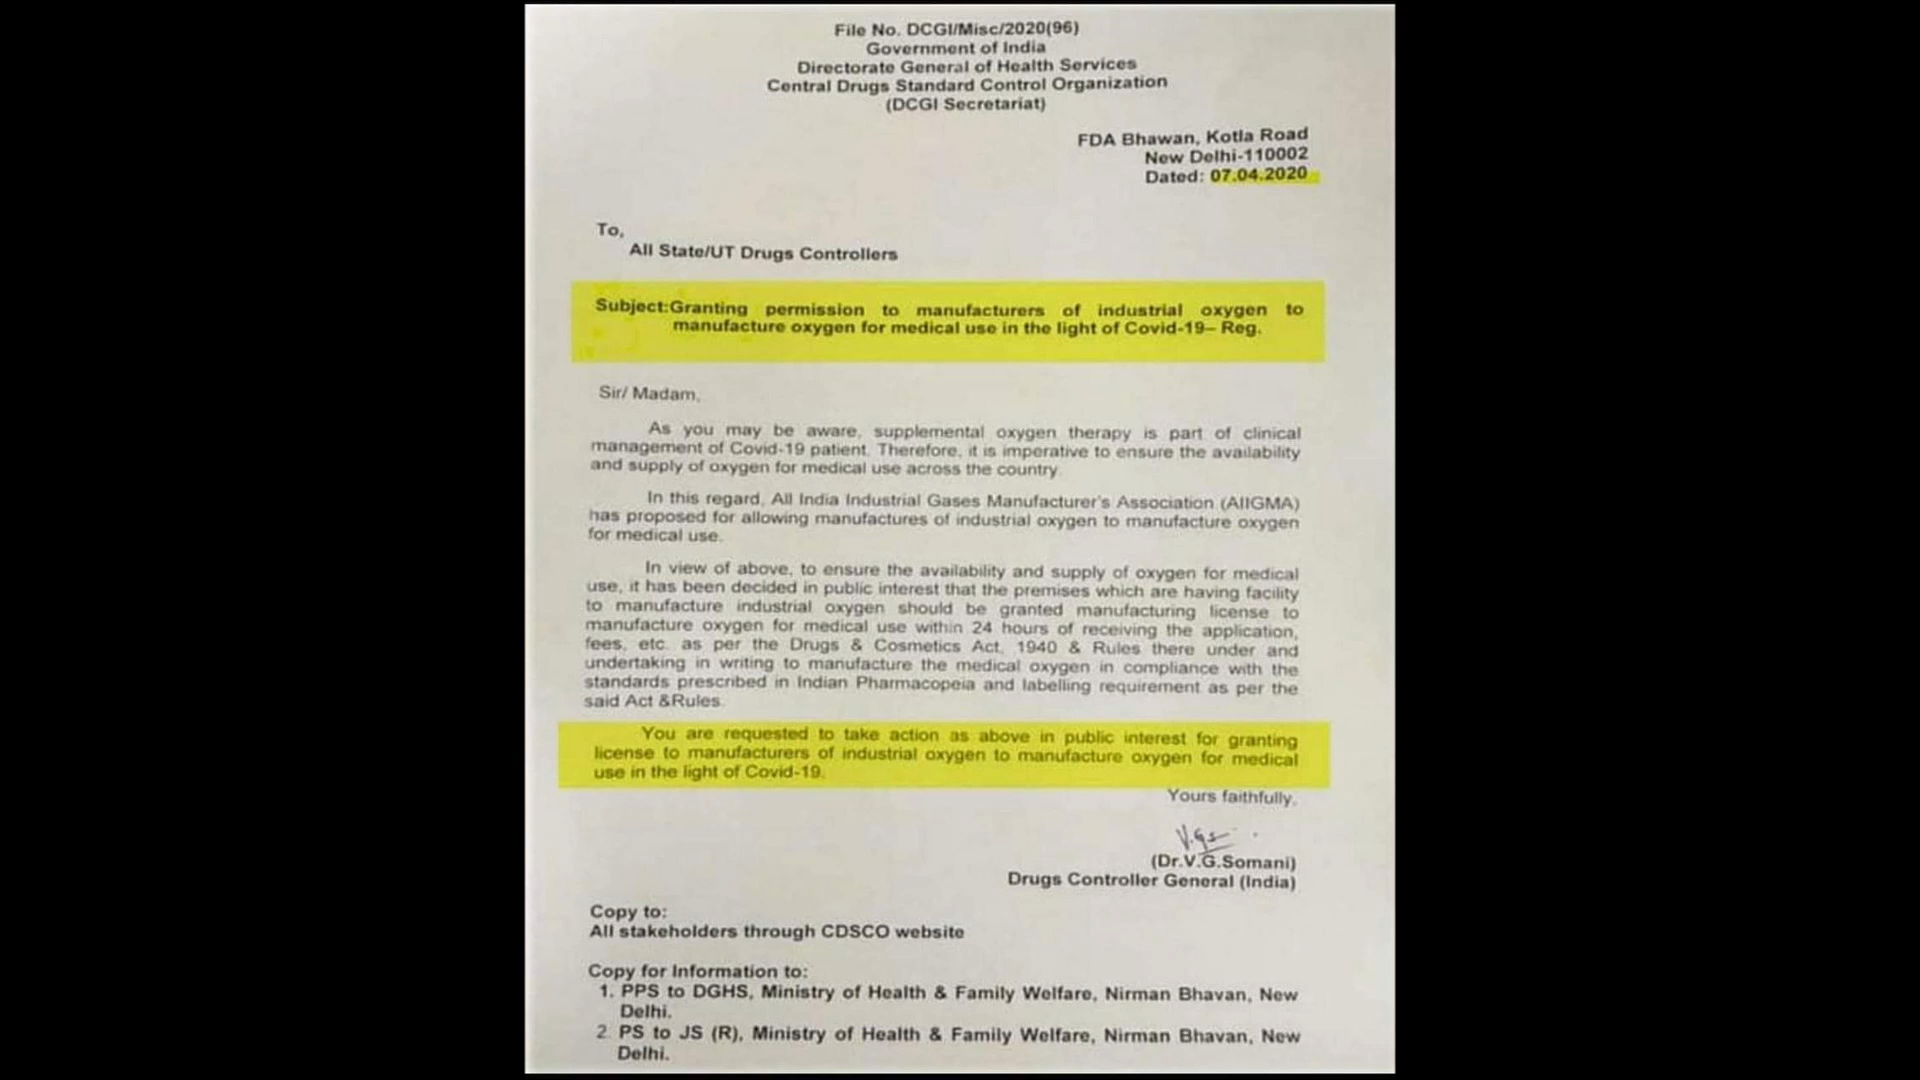 File No. DCGI/Misc/2020(96)
Government of India
Directorate General of Health Services
Central Drugs Standard Control Organization
(DCGI Secretariat)
FDA Bhawan, Kotla Road
New Delhi-110002
Dated: 07.04.2020
To,
All State/UT Drugs Controllers
Subject:Granting permission to manufacturers of industrial oxygen to
manufacture oxygen for medical use in the light of Covid-19– Reg.
Sir/ Madam,
As you may be aware, supplemental oxygen therapy is part of clinical
management of Covid-19 patient. Therefore, it is imperative to ensure the availability
and supply of oxygen for medical use across the country.
In this regard, All India Industrial Gases Manufacturer's Association (AIIGMA)
has proposed for allowing manufactures of industrial oxygen to manufacture oxygen
for medical use.
In view of above, to ensure the availability and supply of oxygen for medical
use, it has been decided in public interest that the premises which are having facility
to manufacture industrial oxygen should be granted manufacturing license to
manufacture oxygen for medical use within 24 hours of receiving the application,
fees, etc. as per the Drugs & Cosmetics Act, 1940 & Rules there under and
undertaking in writing to manufacture the medical oxygen in compliance with the
standards prescribed in Indian Pharmacopeia and labelling requirement as per the
said Act &Rules.
You are requested to take action as above in public interest for granting
license to manufacturers of industrial oxygen to manufacture oxygen for medical
use in the light of Covid-19.
Yours faithfully,
(Dr.V.G.Somani)
Drugs Controller General (India)
Copy to:
All stakeholders through CDSCO website
Copy for Information to:
1. PPS to DGHS, Ministry of Health & Family Welfare, Nirman Bhavan, New
Delhi.
2. PS to JS (R), Ministry of Health & Family Welfare, Nirman Bhavan, New
Delhi.